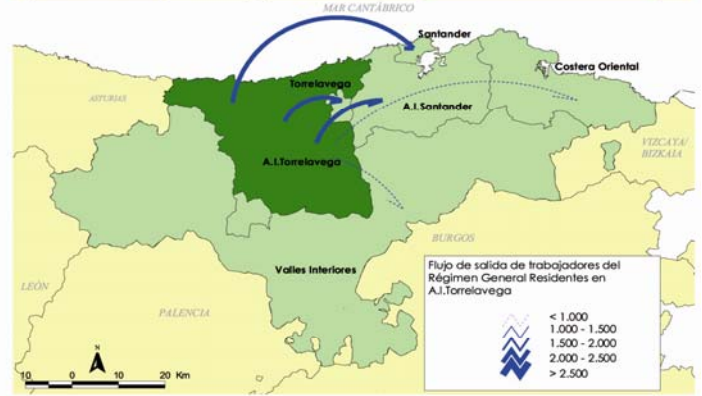 MAR CANTÁBRICO
Santander
Costera Oriental
Torrelavega
ASTURIAS
A.I.Santander
VIZCAYA/
BIZKAIA
A.I.Torrelavega
BURGOS
Valles Interiores
LEÓN
PALENCIA
Flujo de salida de trabajadores del
Régimen General Residentes en
A.I.Torrelavega
< 1.000
1.000 - 1.500
1.500 - 2.000
2.000 - 2.500
> 2.500
N
10 0 10 20 Km